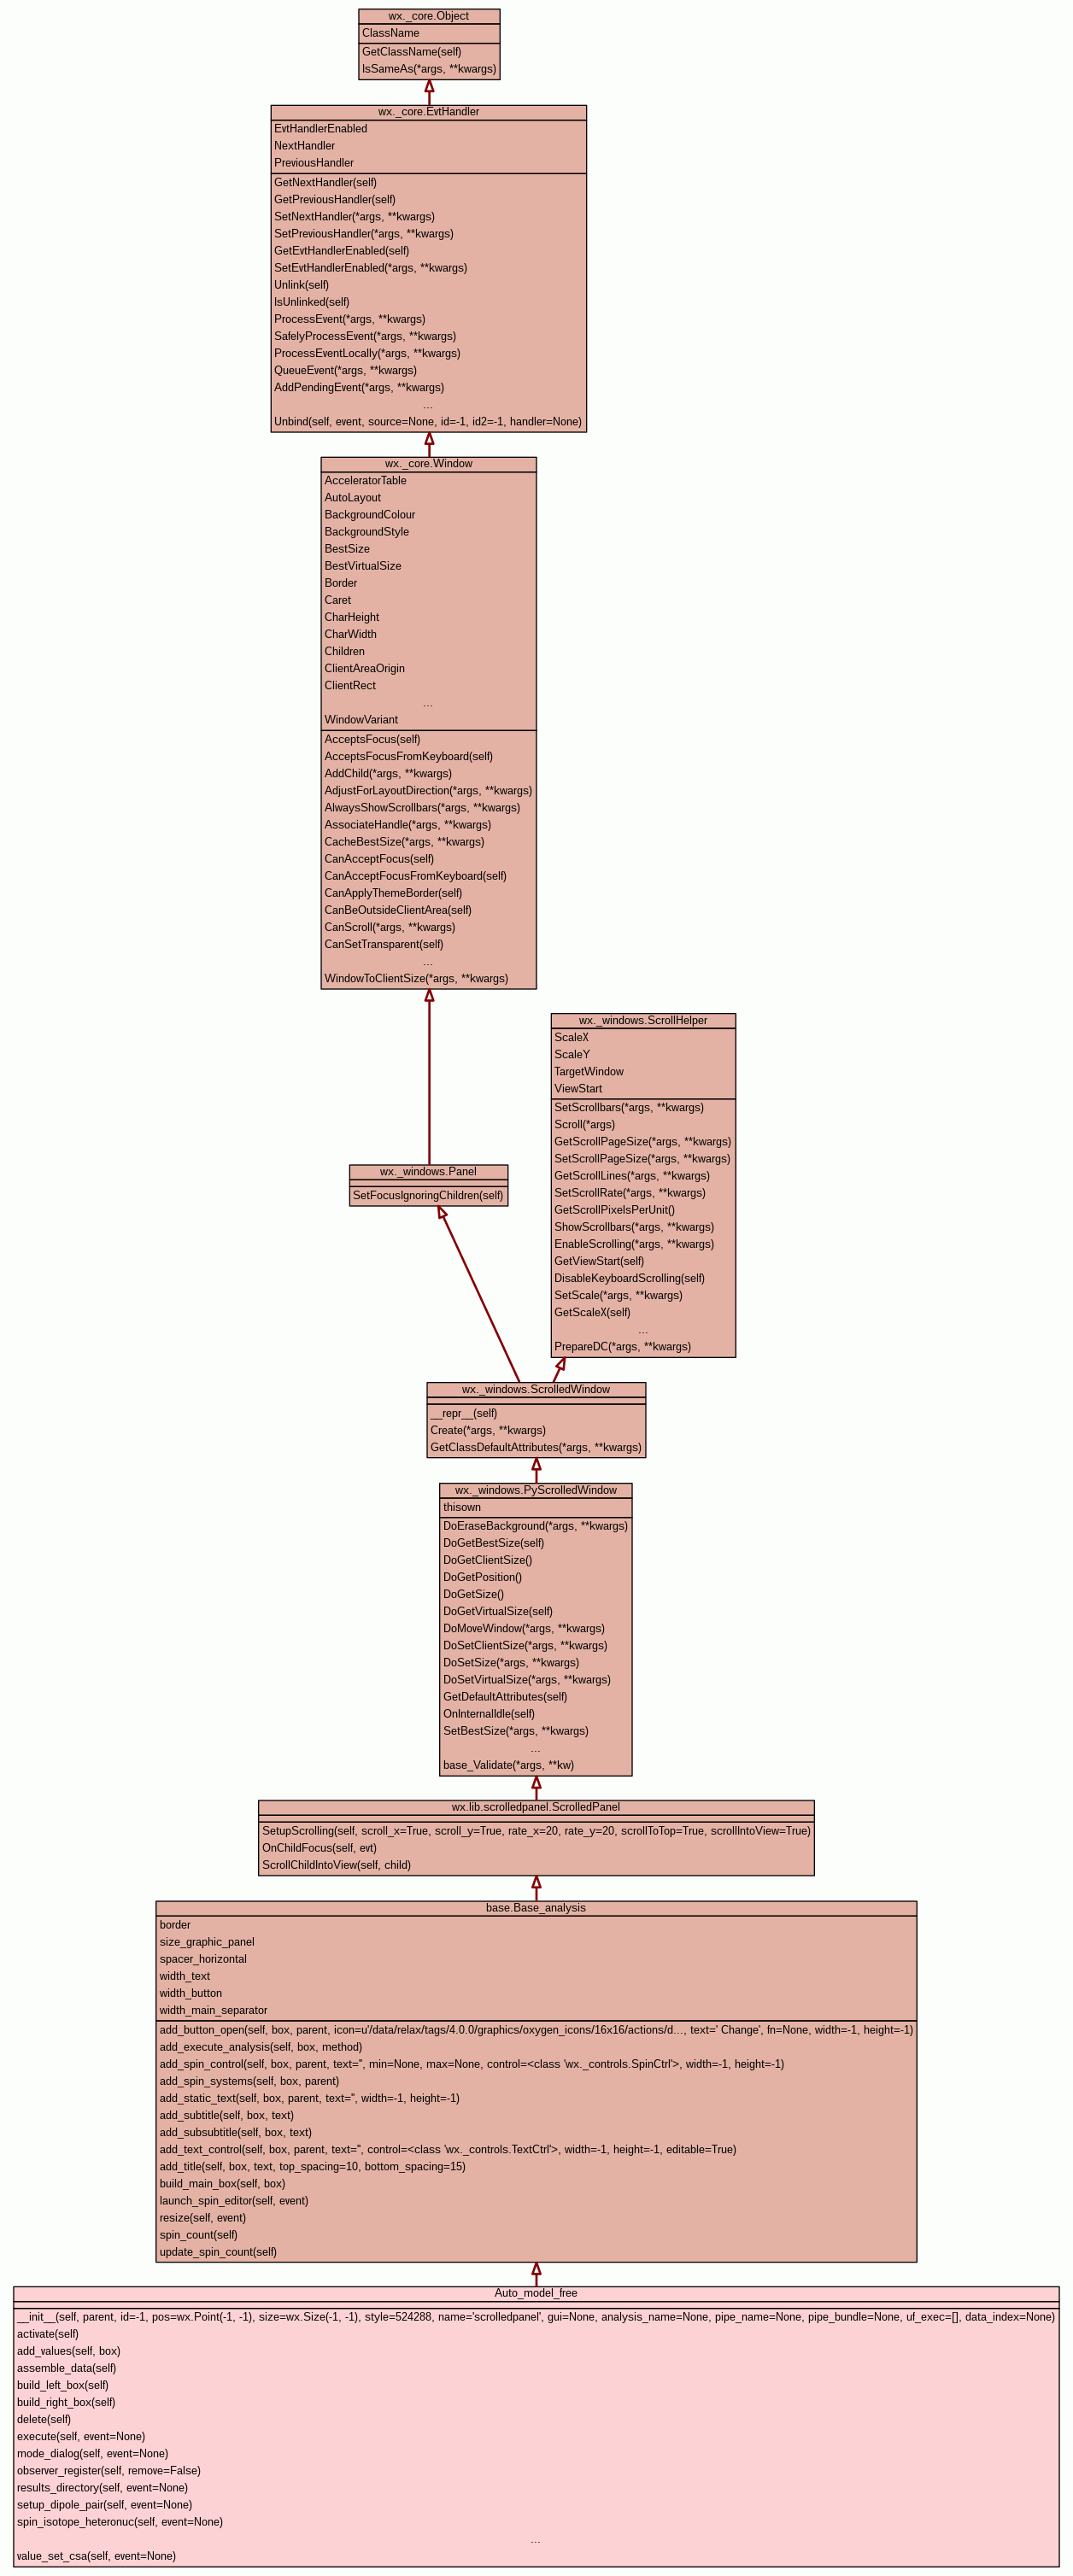 wx._core.Object
ClassName
GetClassName(self)
IsSameAs(*args, **kwargs)
wx._core.EvtHandler
EvtHandlerEnabled
NextHandler
PreviousHandler
GetNextHandler(self)
GetPreviousHandler(self)
SetNextHandler(*args, **kwargs)
SetPreviousHandler(*args, **kwargs)
GetEvtHandlerEnabled(self)
SetEvtHandlerEnabled(*args, **kwargs)
Unlink(self)
IsUnlinked(self)
ProcessEvent(*args, **kwargs)
SafelyProcessEvent(*args, **kwargs)
ProcessEventLocally(*args, **kwargs)
QueueEvent(*args, **kwargs)
AddPendingEvent(*args, **kwargs)
...
Unbind(self, event, source=None, id=-1, id2=-1, handler=None)
wx._core.Window
AcceleratorTable
AutoLayout
BackgroundColour
BackgroundStyle
BestSize
BestVirtualSize
Border
Caret
CharHeight
CharWidth
Children
ClientAreaOrigin
ClientRect
...
WindowVariant
AcceptsFocus(self)
AcceptsFocusFromKeyboard(self)
AddChild(*args, **kwargs)
AdjustForLayoutDirection(*args, **kwargs)
AlwaysShowScrollbars(*args, **kwargs)
AssociateHandle(*args, **kwargs)
CacheBestSize(*args, **kwargs)
CanAcceptFocus(self)
CanAcceptFocusFromKeyboard(self)
CanApplyThemeBorder(self)
CanBeOutsideClientArea(self)
CanScroll(*args, **kwargs)
CanSetTransparent(self)
...
WindowToClientSize(*args, **kwargs)
wx._windows.ScrollHelper
ScaleX
ScaleY
TargetWindow
ViewStart
SetScrollbars(*args, **kwargs)
Scroll(*args)
GetScrollPageSize(*args, **kwargs)
SetScrollPageSize(*args, **kwargs)
GetScrollLines(*args, **kwargs)
SetScrollRate(*args, **kwargs)
GetScrollPixelsPerUnit()
ShowScrollbars(*args, **kwargs)
EnableScrolling(*args, **kwargs)
GetViewStart(self)
DisableKeyboardScrolling(self)
SetScale(*args, **kwargs)
GetScaleX(self)
...
PrepareDC(*args, **kwargs)
wx._windows.Panel
SetFocusIgnoringChildren(self)
wx._windows.ScrolledWindow
__repr__(self)
Create(*args, **kwargs)
GetClassDefaultAttributes(*args, **kwargs)
wx._windows.PyScrolledWindow
thisown
DoEraseBackground(*args, **kwargs)
DoGetBestSize(self)
DoGetClientSize()
DoGetPosition()
DoGetSize()
DoGetVirtualSize(self)
DoMoveWindow(*args, **kwargs)
DoSetClientSize(*args, **kwargs)
DoSetSize(*args, **kwargs)
DoSetVirtualSize(*args, **kwargs)
GetDefaultAttributes(self)
OnInternalIdle(self)
SetBestSize(*args, **kwargs)
...
base_Validate(*args, **kw)
wx.lib.scrolledpanel.ScrolledPanel
SetupScrolling(self, scroll_x=True, scroll_y=True, rate_x=20, rate_y=20, scrollToTop=True, scrollIntoView=True)
OnChildFocus(self, evt)
ScrollChildIntoView(self, child)
base.Base_analysis
border
size_graphic_panel
spacer_horizontal
width_text
width_button
width_main_separator
add_button_open(self, box, parent, icon=u'/data/relax/tags/4.0.0/graphics/oxygen_icons/16x16/actions/d..., text=' Change', fn=None, width=-1, height=-1)
add_execute_analysis(self, box, method)
add_spin_control(self, box, parent, text='', min=None, max=None, control=<class 'wx._controls.SpinCtrl'>, width=-1, height=-1)
add_spin_systems(self, box, parent)
add_static_text(self, box, parent, text='', width=-1, height=-1)
add_subtitle(self, box, text)
add_subsubtitle(self, box, text)
add_text_control(self, box, parent, text='', control=<class 'wx._controls.TextCtrl'>, width=-1, height=-1, editable=True)
add_title(self, box, text, top_spacing=10, bottom_spacing=15)
build_main_box(self, box)
launch_spin_editor(self, event)
resize(self, event)
spin_count(self)
update_spin_count(self)
Auto_model_free
__init__(self, parent, id=-1, pos=wx.Point(-1, -1), size=wx.Size(-1, -1), style=524288, name='scrolledpanel', gui=None, analysis_name=None, pipe_name=None, pipe_bundle=None, uf_exec=[], data_index=None)
activate(self)
add_values(self, box)
assemble_data(self)
build_left_box(self)
build_right_box(self)
delete(self)
execute(self, event=None)
mode_dialog(self, event=None)
observer_register(self, remove=False)
results_directory(self, event=None)
setup_dipole_pair(self, event=None)
spin_isotope_heteronuc(self, event=None)
...
value_set_csa(self, event=None)